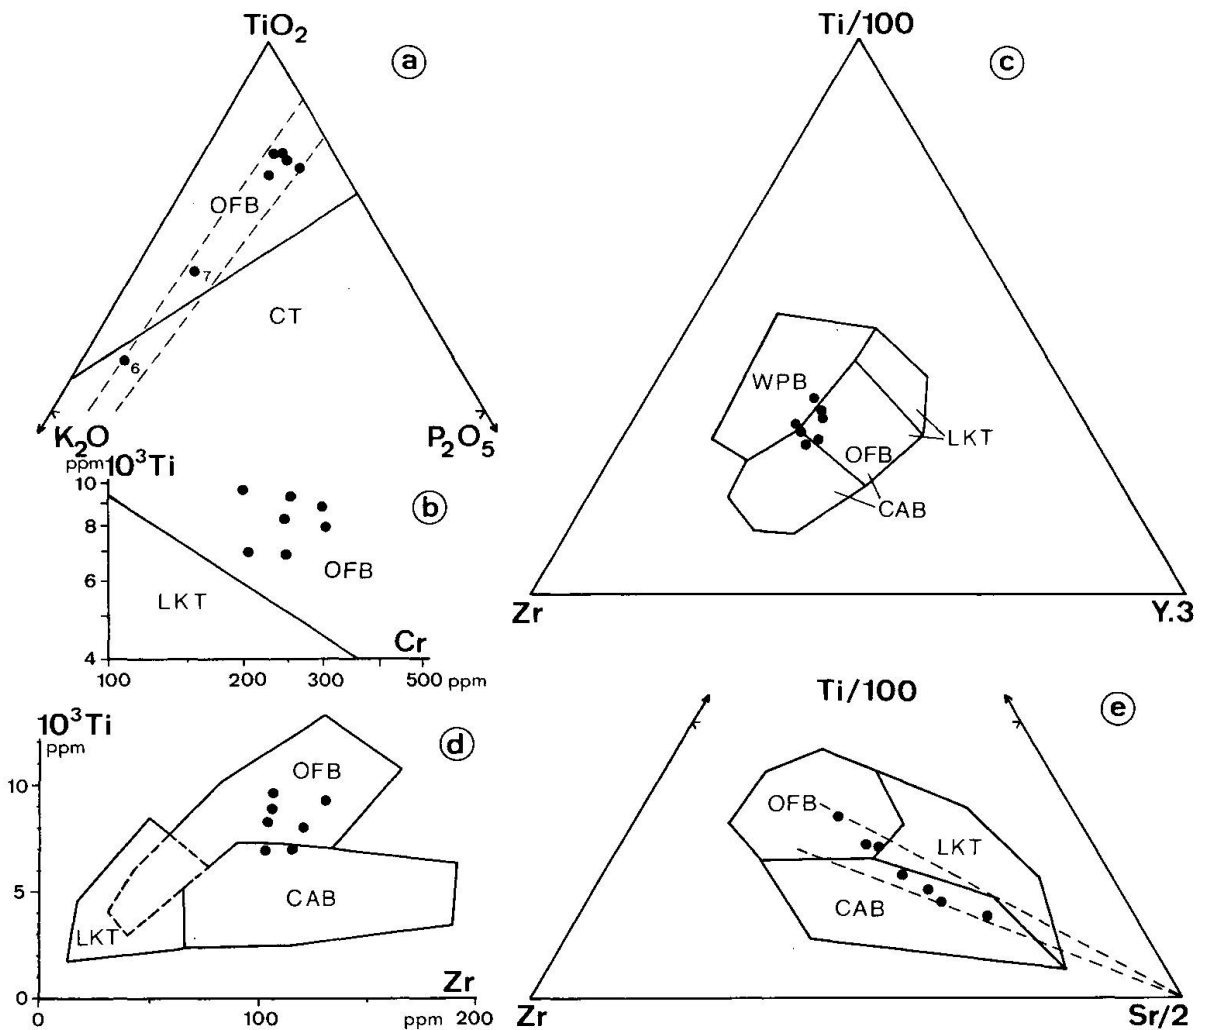 TiO₂
a
OFB
7
CT
6
K₂O
P₂O₅
Ti/100
c
WPB
LKT
OFB
CAB
Zr
Y.3
ppm 10³Ti
10
8
6
4
b
OFB
LKT
Cr
100 200 300 500 ppm
10³Ti
ppm
d
OFB
10
5
0
CAB
LKT
Zr
0 100 ppm 200
Ti/100
e
OFB
LKT
CAB
Zr
Sr/2